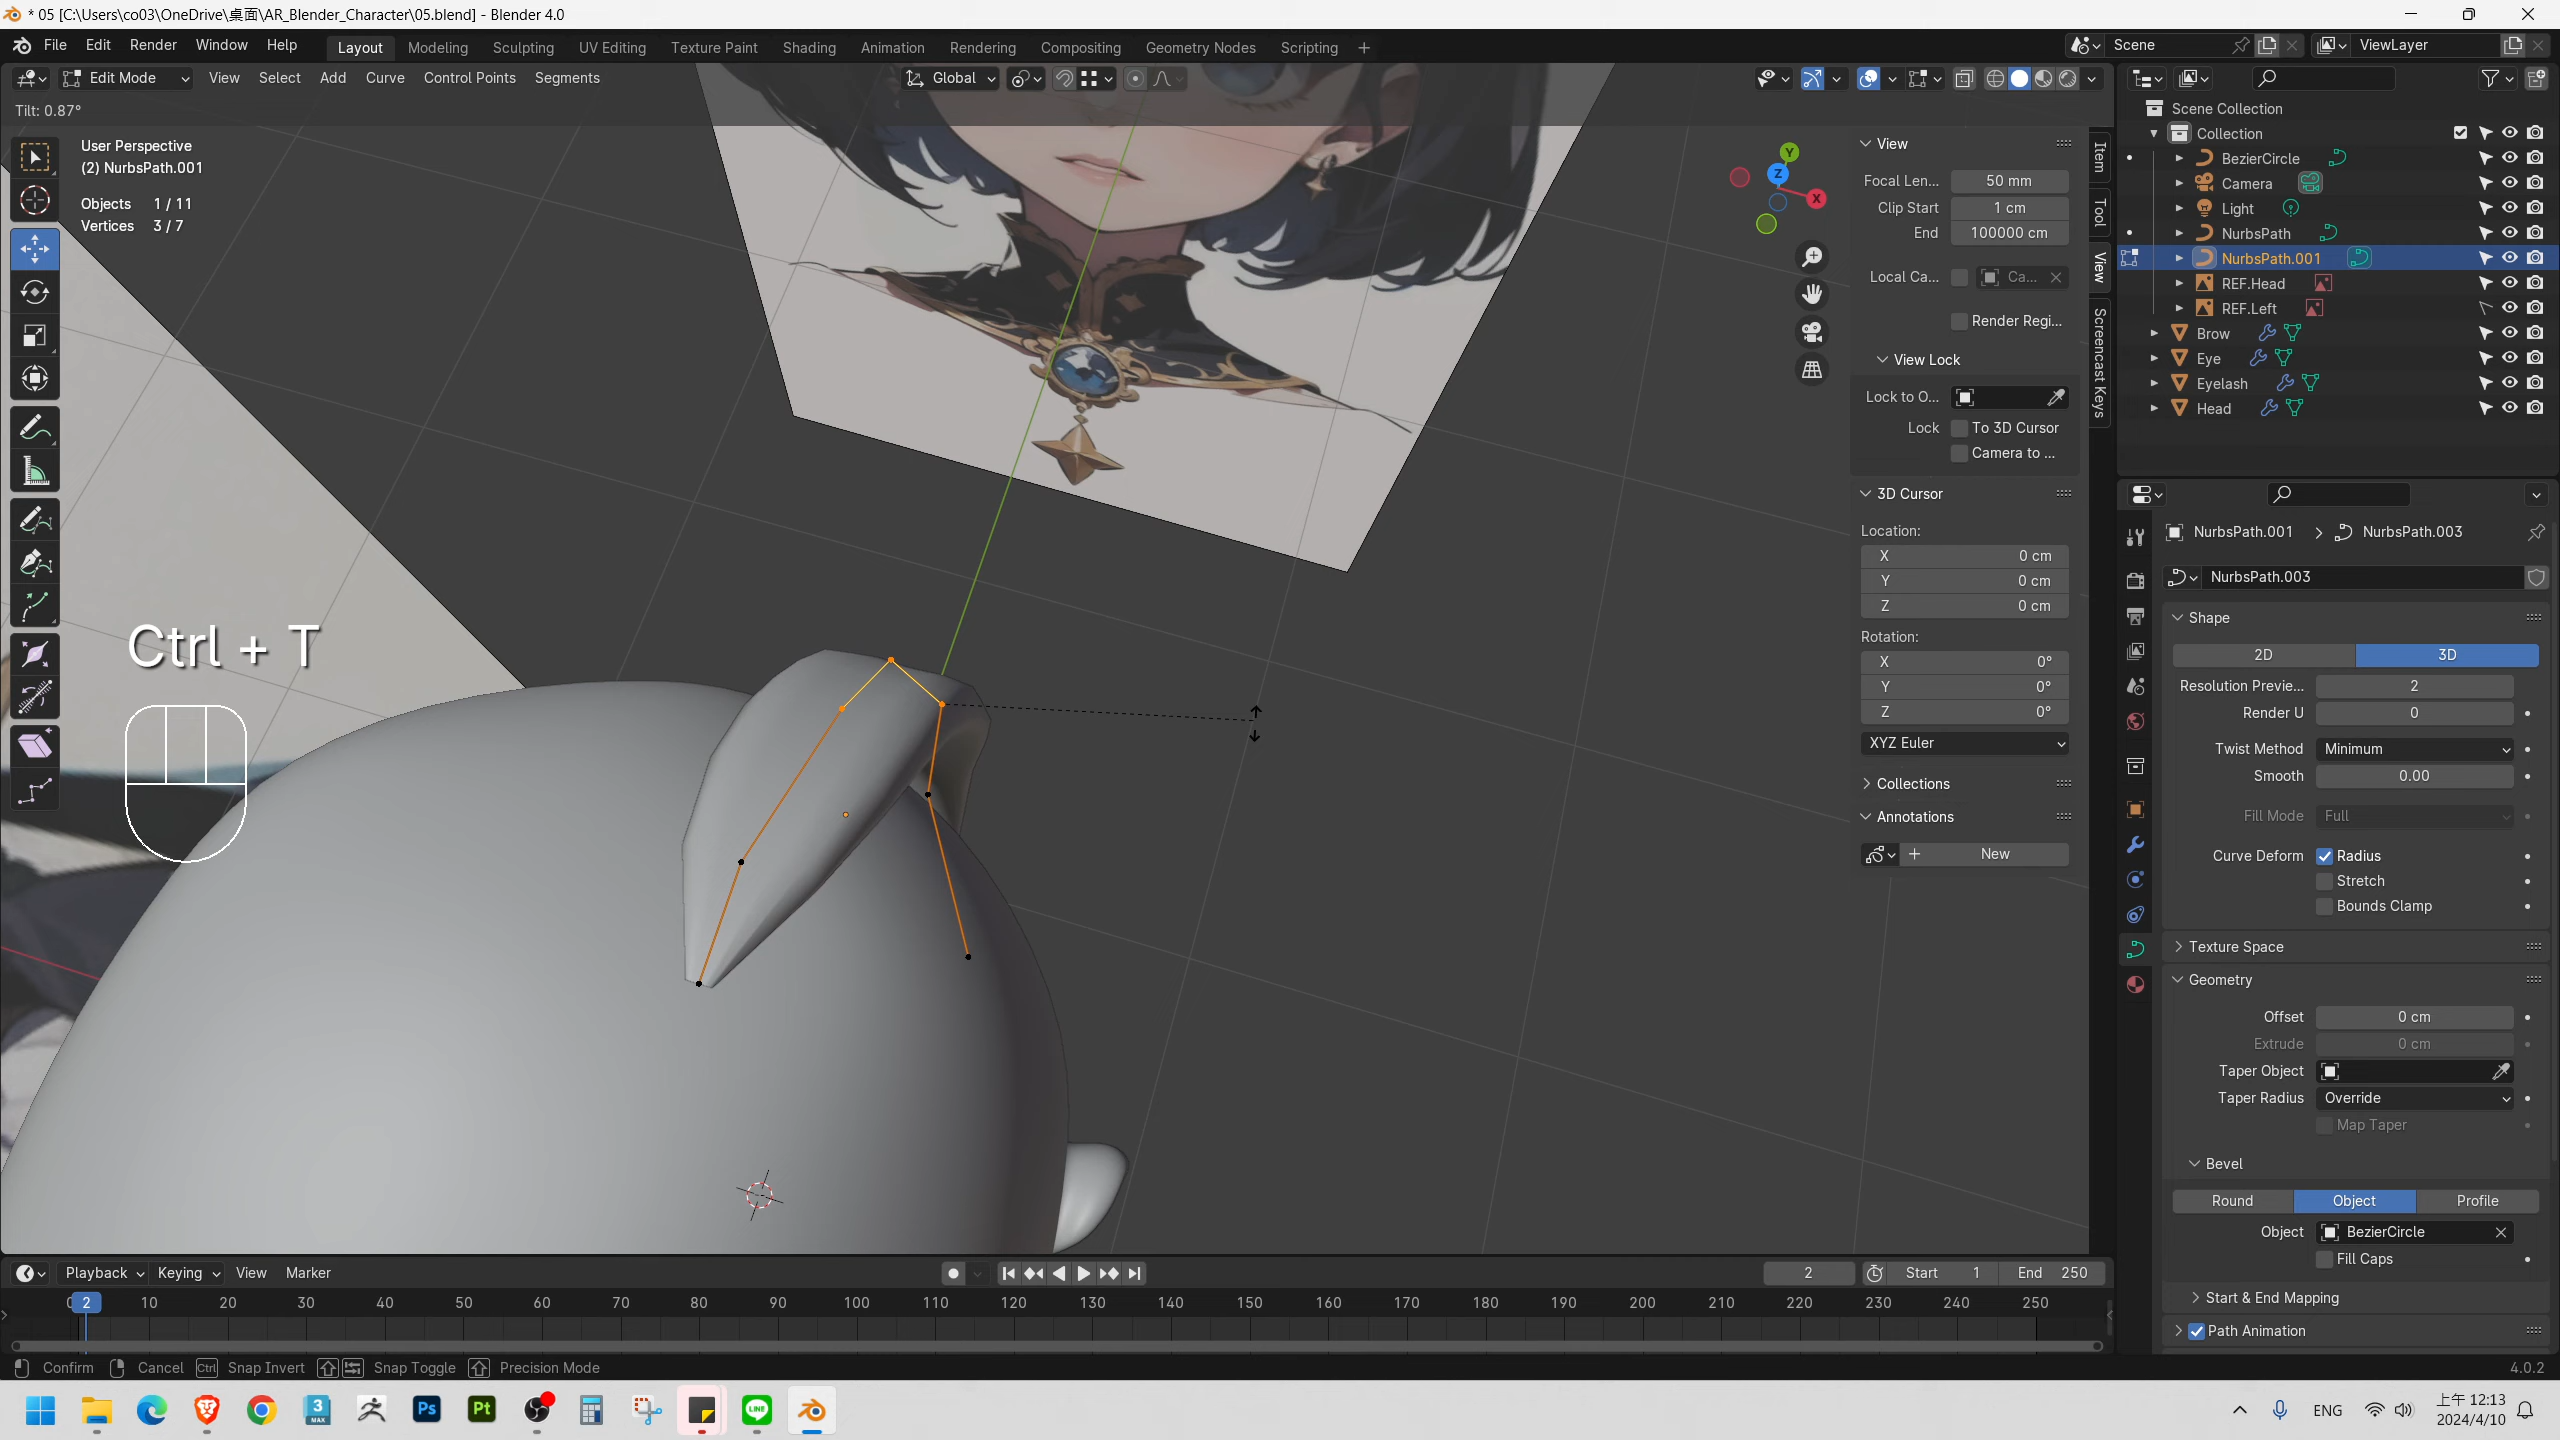 * 05 [C:\Users\co03\OneDrive\桌面\AR_Blender_Character\05.blend] - Blender 4.0
File Edit Render Window Help Layout Modeling Sculpting UV Editing Texture Paint Shading Animation Rendering Compositing Geometry Nodes Scripting + Scene ViewLayer
Edit Mode View Select Add Curve Control Points Segments Global
Tilt: 0.87°
User Perspective
(2) NurbsPath.001
Objects 1 / 11
Vertices 3 / 7
Ctrl + T
Y
Z
X
View
Focal Len... 50 mm
Clip Start 1 cm
End 100000 cm
Local Ca... Ca...
Render Regi...
View Lock
Lock to O...
Lock To 3D Cursor
Camera to ...
3D Cursor
Location:
X 0 cm
Y 0 cm
Z 0 cm
Rotation:
X 0°
Y 0°
Z 0°
XYZ Euler
Collections
Annotations
+ New
Item
Tool
View
Screencast Keys
Scene Collection
Collection
BezierCircle
Camera
Light
NurbsPath
NurbsPath.001
REF.Head
REF.Left
Brow
Eye
Eyelash
Head
NurbsPath.001 > NurbsPath.003
NurbsPath.003
Shape
2D 3D
Resolution Previe... 2
Render U 0
Twist Method Minimum
Smooth 0.00
Fill Mode Full
Curve Deform Radius
Stretch
Bounds Clamp
Texture Space
Geometry
Offset 0 cm
Extrude 0 cm
Taper Object
Taper Radius Override
Map Taper
Bevel
Round Object Profile
Object BezierCircle
Fill Caps
Start & End Mapping
Path Animation
Playback Keying View Marker 2 Start 1 End 250
0 2 10 20 30 40 50 60 70 80 90 100 110 120 130 140 150 160 170 180 190 200 210 220 230 240 250
Confirm Cancel Ctrl Snap Invert Snap Toggle Precision Mode 4.0.2
3 MAX Ps Pt LINE ENG
上午 12:13
2024/4/10